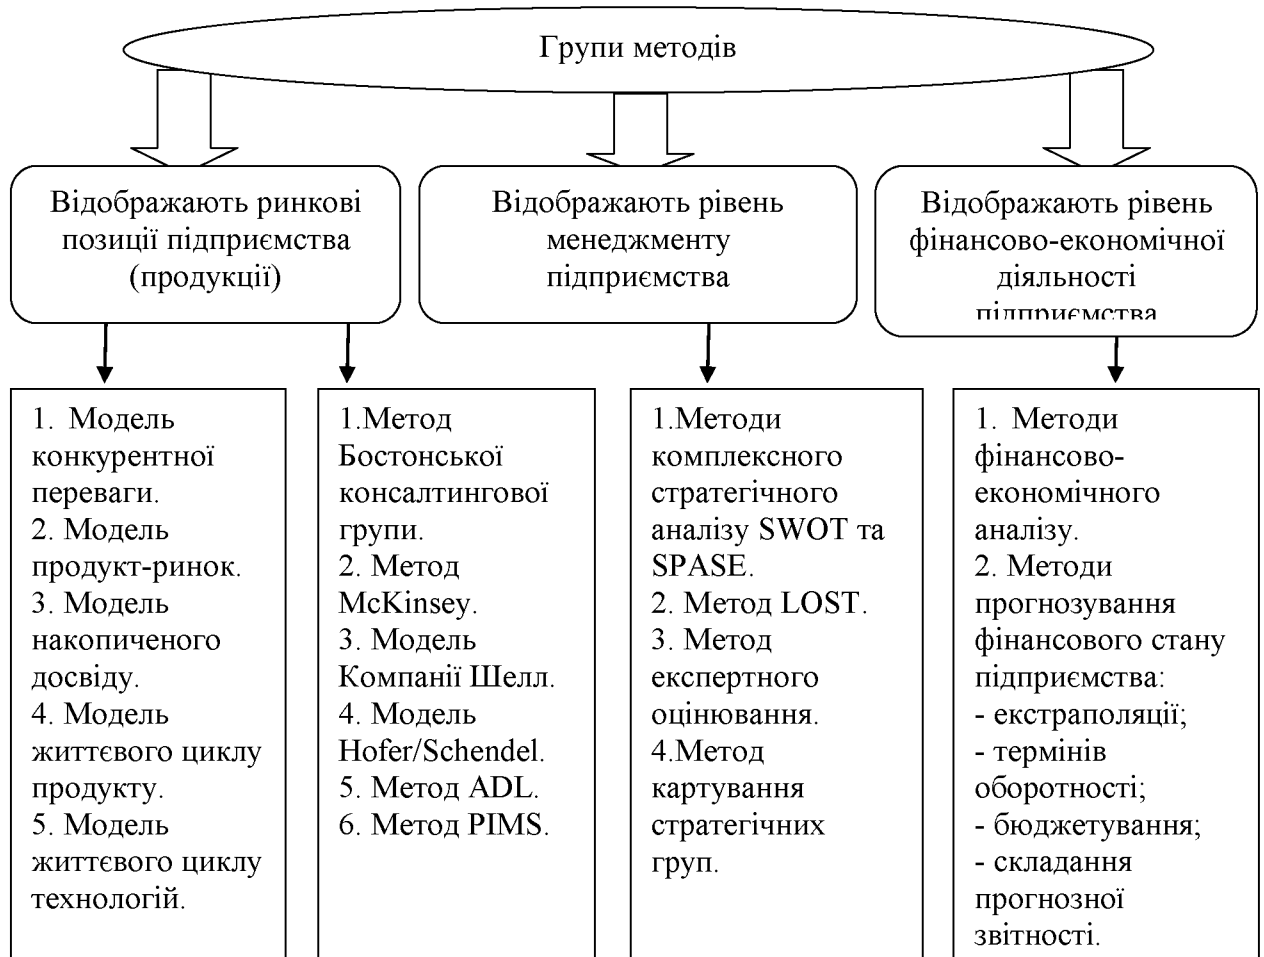 Групи методів
Відображають ринкові
позиції підприємства
(продукції)
Відображають рівень
менеджменту
підприємства
Відображають рівень
фінансово-економічної
діяльності
підприємства
1. Модель
конкурентної
переваги.
2. Модель
продукт-ринок.
3. Модель
накопиченого
досвіду.
4. Модель
життєвого циклу
продукту.
5. Модель
життєвого циклу
технологій.
1.Метод
Бостонської
консалтингової
групи.
2. Метод
McKinsey.
3. Модель
Компанії Шелл.
4. Модель
Hofer/Schendel.
5. Метод ADL.
6. Метод PIMS.
1.Методи
комплексного
стратегічного
аналізу SWOT та
SPASE.
2. Метод LOST.
3. Метод
експертного
оцінювання.
4.Метод
картування
стратегічних
груп.
1. Методи
фінансово-
економічного
аналізу.
2. Методи
прогнозування
фінансового стану
підприємства:
- екстраполяції;
- термінів
оборотності;
- бюджетування;
- складання
прогнозної
звітності.